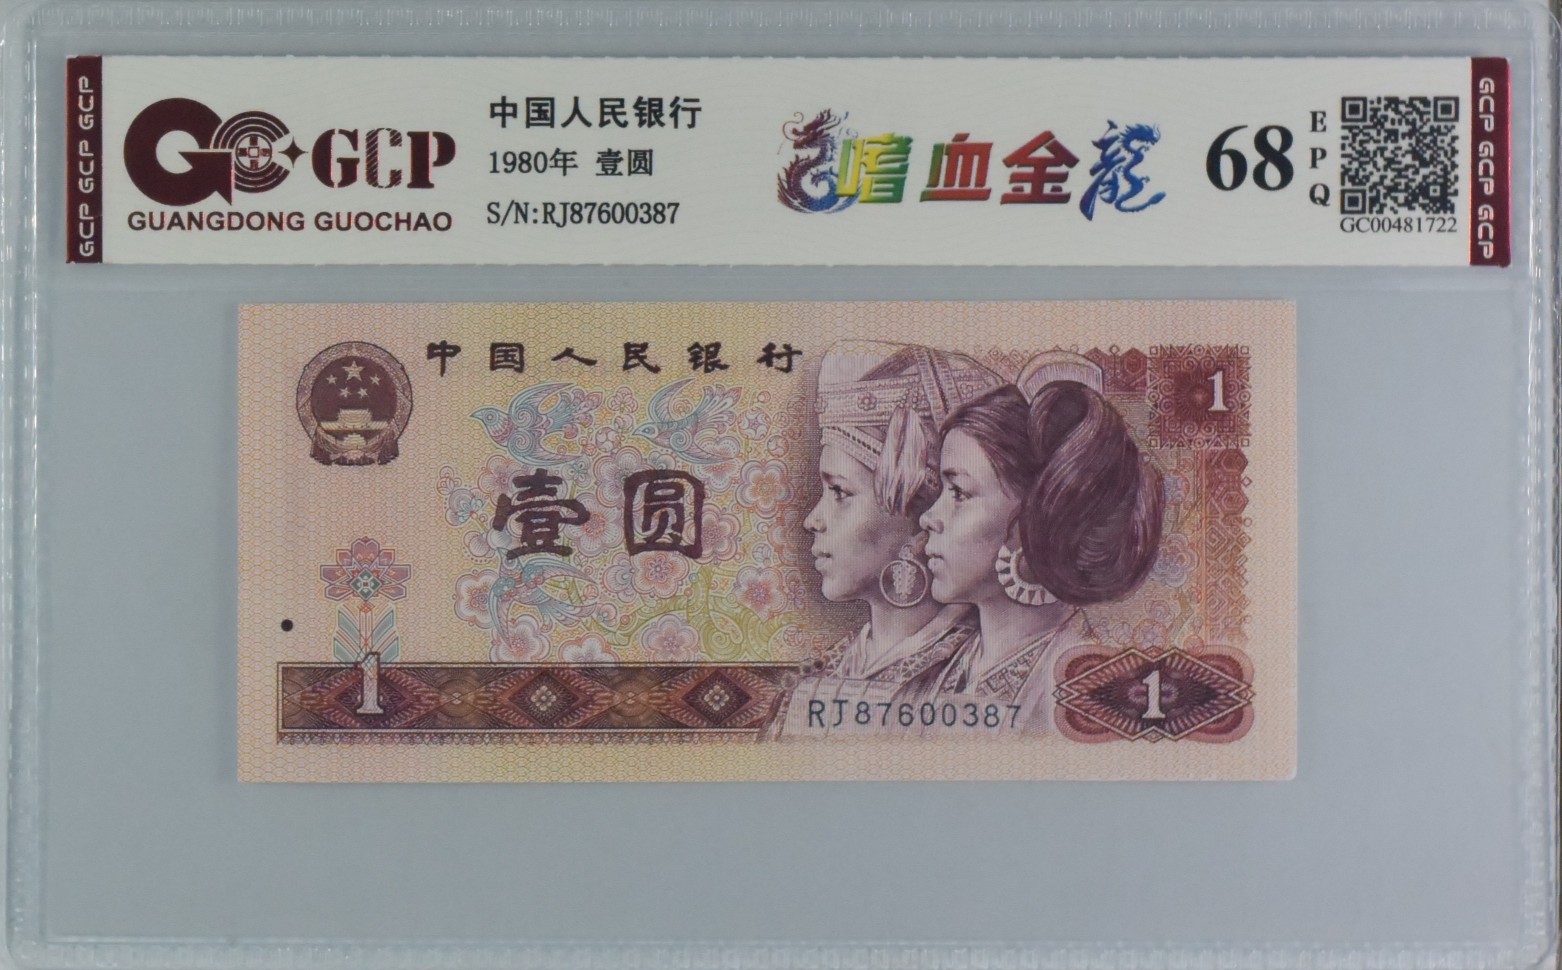 GCP GCP GCP
GCP
GUANGDONG GUOCHAO
中国人民银行
1980年 壹圆
S/N:RJ87600387
嗜血金龍
68
EPQ
GC00481722
GCP GCP GCP
中国人民银行
1
壹圆
1
RJ87600387
1